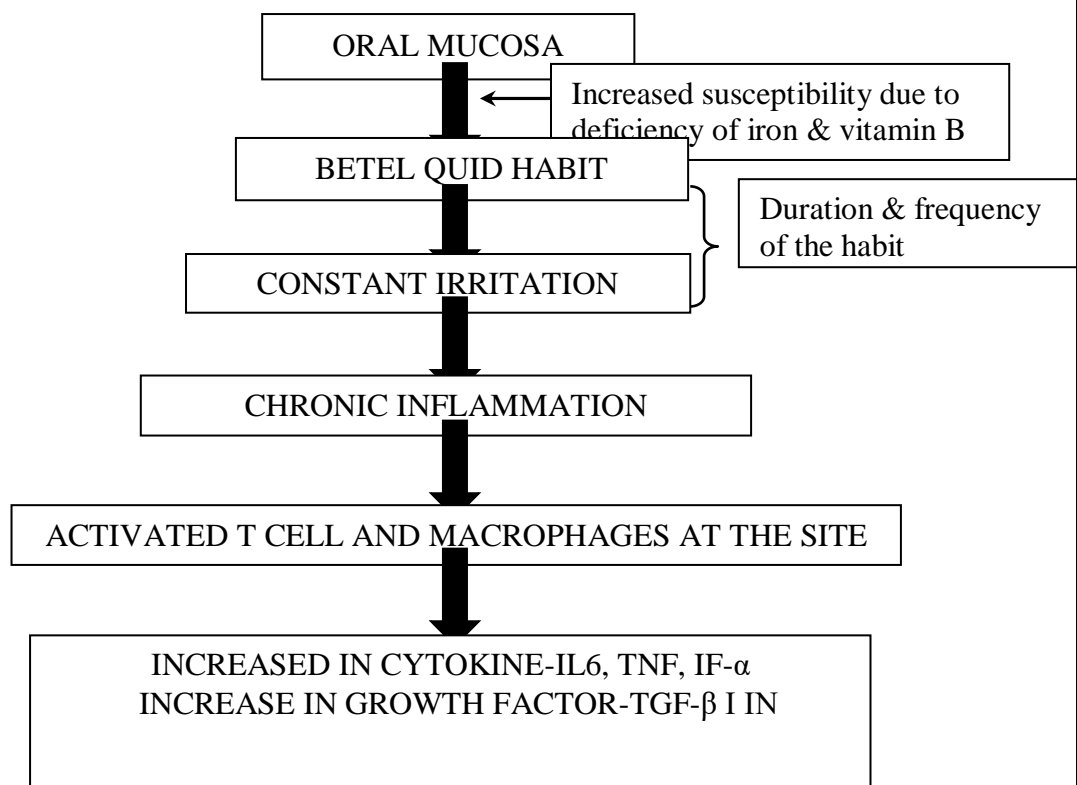 ORAL MUCOSA
Increased susceptibility due to
deficiency of iron & vitamin B
BETEL QUID HABIT
Duration & frequency
of the habit
CONSTANT IRRITATION
CHRONIC INFLAMMATION
ACTIVATED T CELL AND MACROPHAGES AT THE SITE
INCREASED IN CYTOKINE-IL6, TNF, IF-α
INCREASE IN GROWTH FACTOR-TGF-β I IN